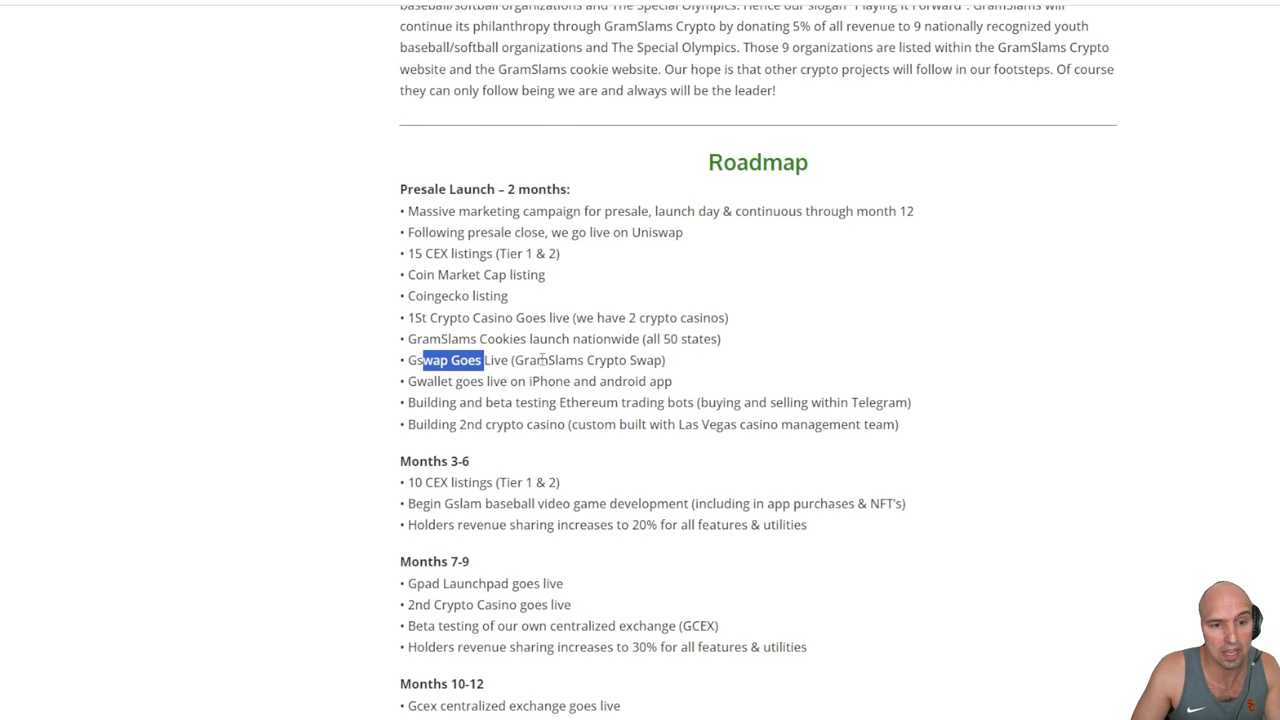 baseball/softball organizations and The Special Olympics. Hence our slogan "Playing it Forward". GramSlams will
continue its philanthropy through GramSlams Crypto by donating 5% of all revenue to 9 nationally recognized youth
baseball/softball organizations and The Special Olympics. Those 9 organizations are listed within the GramSlams Crypto
website and the GramSlams cookie website. Our hope is that other crypto projects will follow in our footsteps. Of course
they can only follow being we are and always will be the leader!
Roadmap
Presale Launch – 2 months:
• Massive marketing campaign for presale, launch day & continuous through month 12
• Following presale close, we go live on Uniswap
• 15 CEX listings (Tier 1 & 2)
• Coin Market Cap listing
• Coingecko listing
• 1St Crypto Casino Goes live (we have 2 crypto casinos)
• GramSlams Cookies launch nationwide (all 50 states)
• Gswap Goes Live (GramSlams Crypto Swap)
• Gwallet goes live on iPhone and android app
• Building and beta testing Ethereum trading bots (buying and selling within Telegram)
• Building 2nd crypto casino (custom built with Las Vegas casino management team)
Months 3-6
• 10 CEX listings (Tier 1 & 2)
• Begin Gslam baseball video game development (including in app purchases & NFT’s)
• Holders revenue sharing increases to 20% for all features & utilities
Months 7-9
• Gpad Launchpad goes live
• 2nd Crypto Casino goes live
• Beta testing of our own centralized exchange (GCEX)
• Holders revenue sharing increases to 30% for all features & utilities
Months 10-12
• Gcex centralized exchange goes live